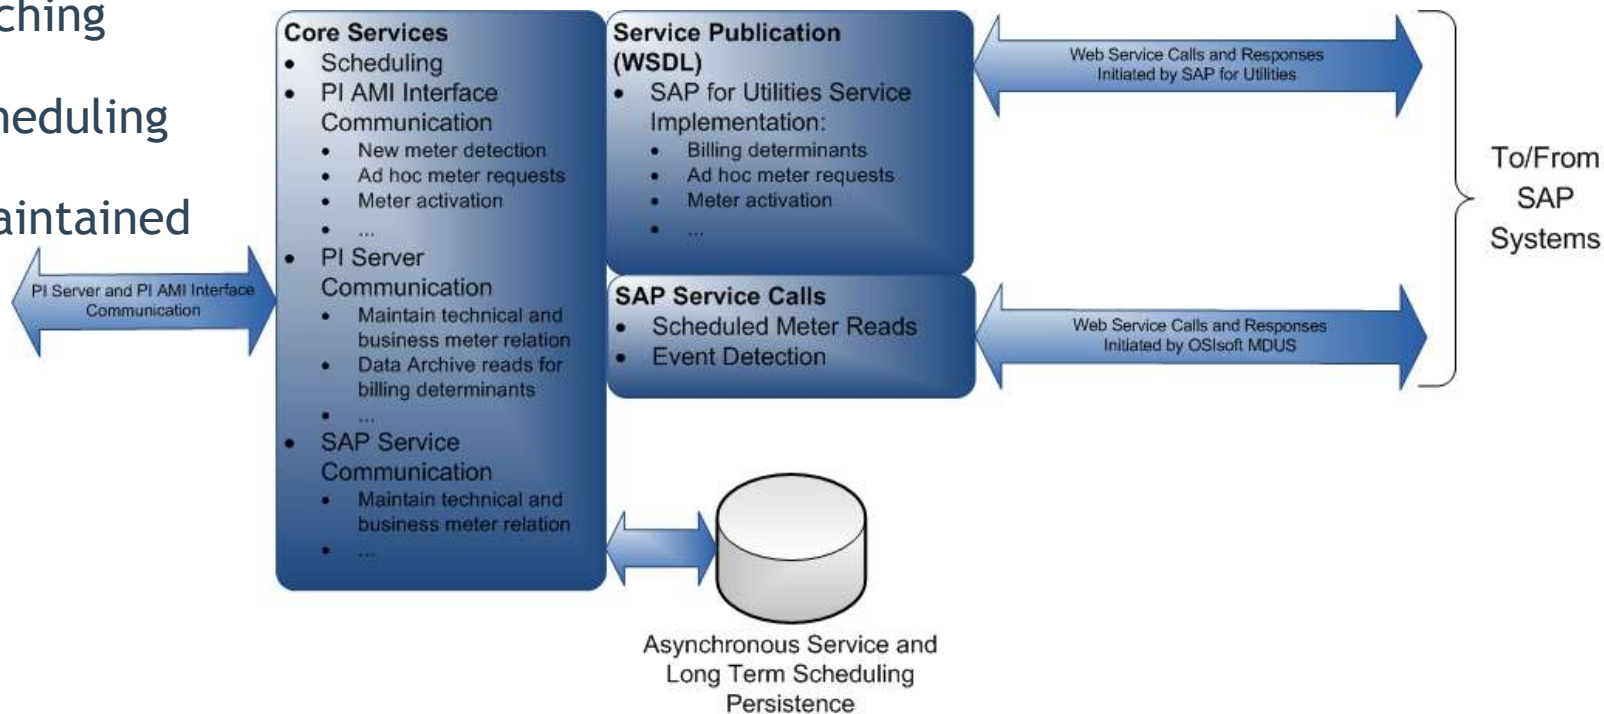 Core Services
• Scheduling
• PI AMI Interface
Communication
• New meter detection
• Ad hoc meter requests
• Meter activation
• ...
• PI Server
Communication
• Maintain technical and
business meter relation
• Data Archive reads for
billing determinants
• ...
• SAP Service
Communication
• Maintain technical and
business meter relation
• ...
Service Publication
(WSDL)
• SAP for Utilities Service
Implementation:
• Billing determinants
• Ad hoc meter requests
• Meter activation
• ...
SAP Service Calls
• Scheduled Meter Reads
• Event Detection
Web Service Calls and Responses
Initiated by SAP for Utilities
Web Service Calls and Responses
Initiated by OSIsoft MDUS
To/From
SAP
Systems
PI Server and PI AMI Interface
Communication
Asynchronous Service and
Long Term Scheduling
Persistence